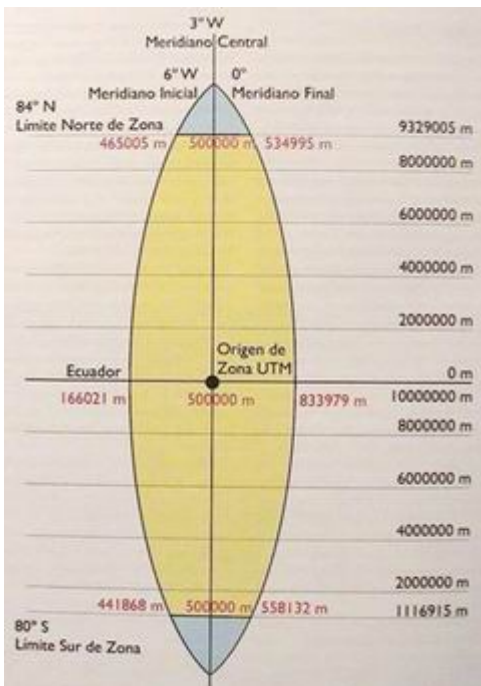 3° W
Meridiano Central
6° W 0°
Meridiano Inicial Meridiano Final
84° N
Límite Norte de Zona
9329005 m
465005 m 500000 m 534995 m
8000000 m
6000000 m
4000000 m
2000000 m
Origen de
Zona UTM
Ecuador
0 m
166021 m 500000 m 833979 m 10000000 m
8000000 m
6000000 m
4000000 m
2000000 m
441868 m 500000 m 558132 m 1116915 m
80° S
Límite Sur de Zona